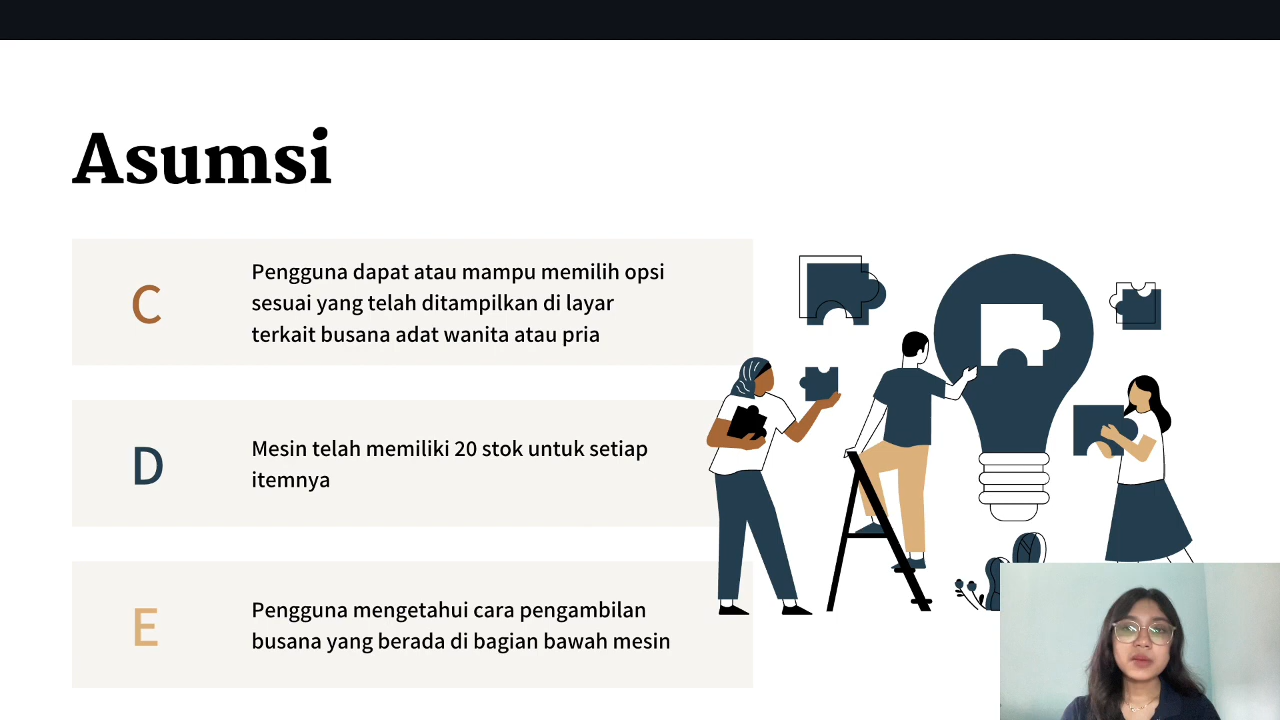 Asumsi
C
Pengguna dapat atau mampu memilih opsi
sesuai yang telah ditampilkan di layar
terkait busana adat wanita atau pria
D
Mesin telah memiliki 20 stok untuk setiap
itemnya
E
Pengguna mengetahui cara pengambilan
busana yang berada di bagian bawah mesin